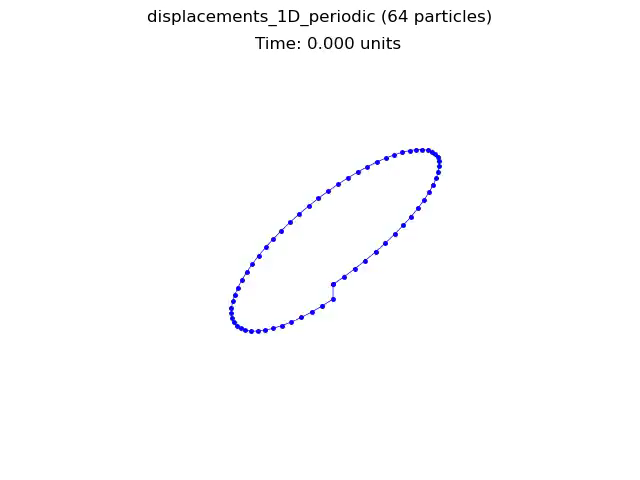 displacements_1D_periodic (64 particles)
Time: 0.000 units